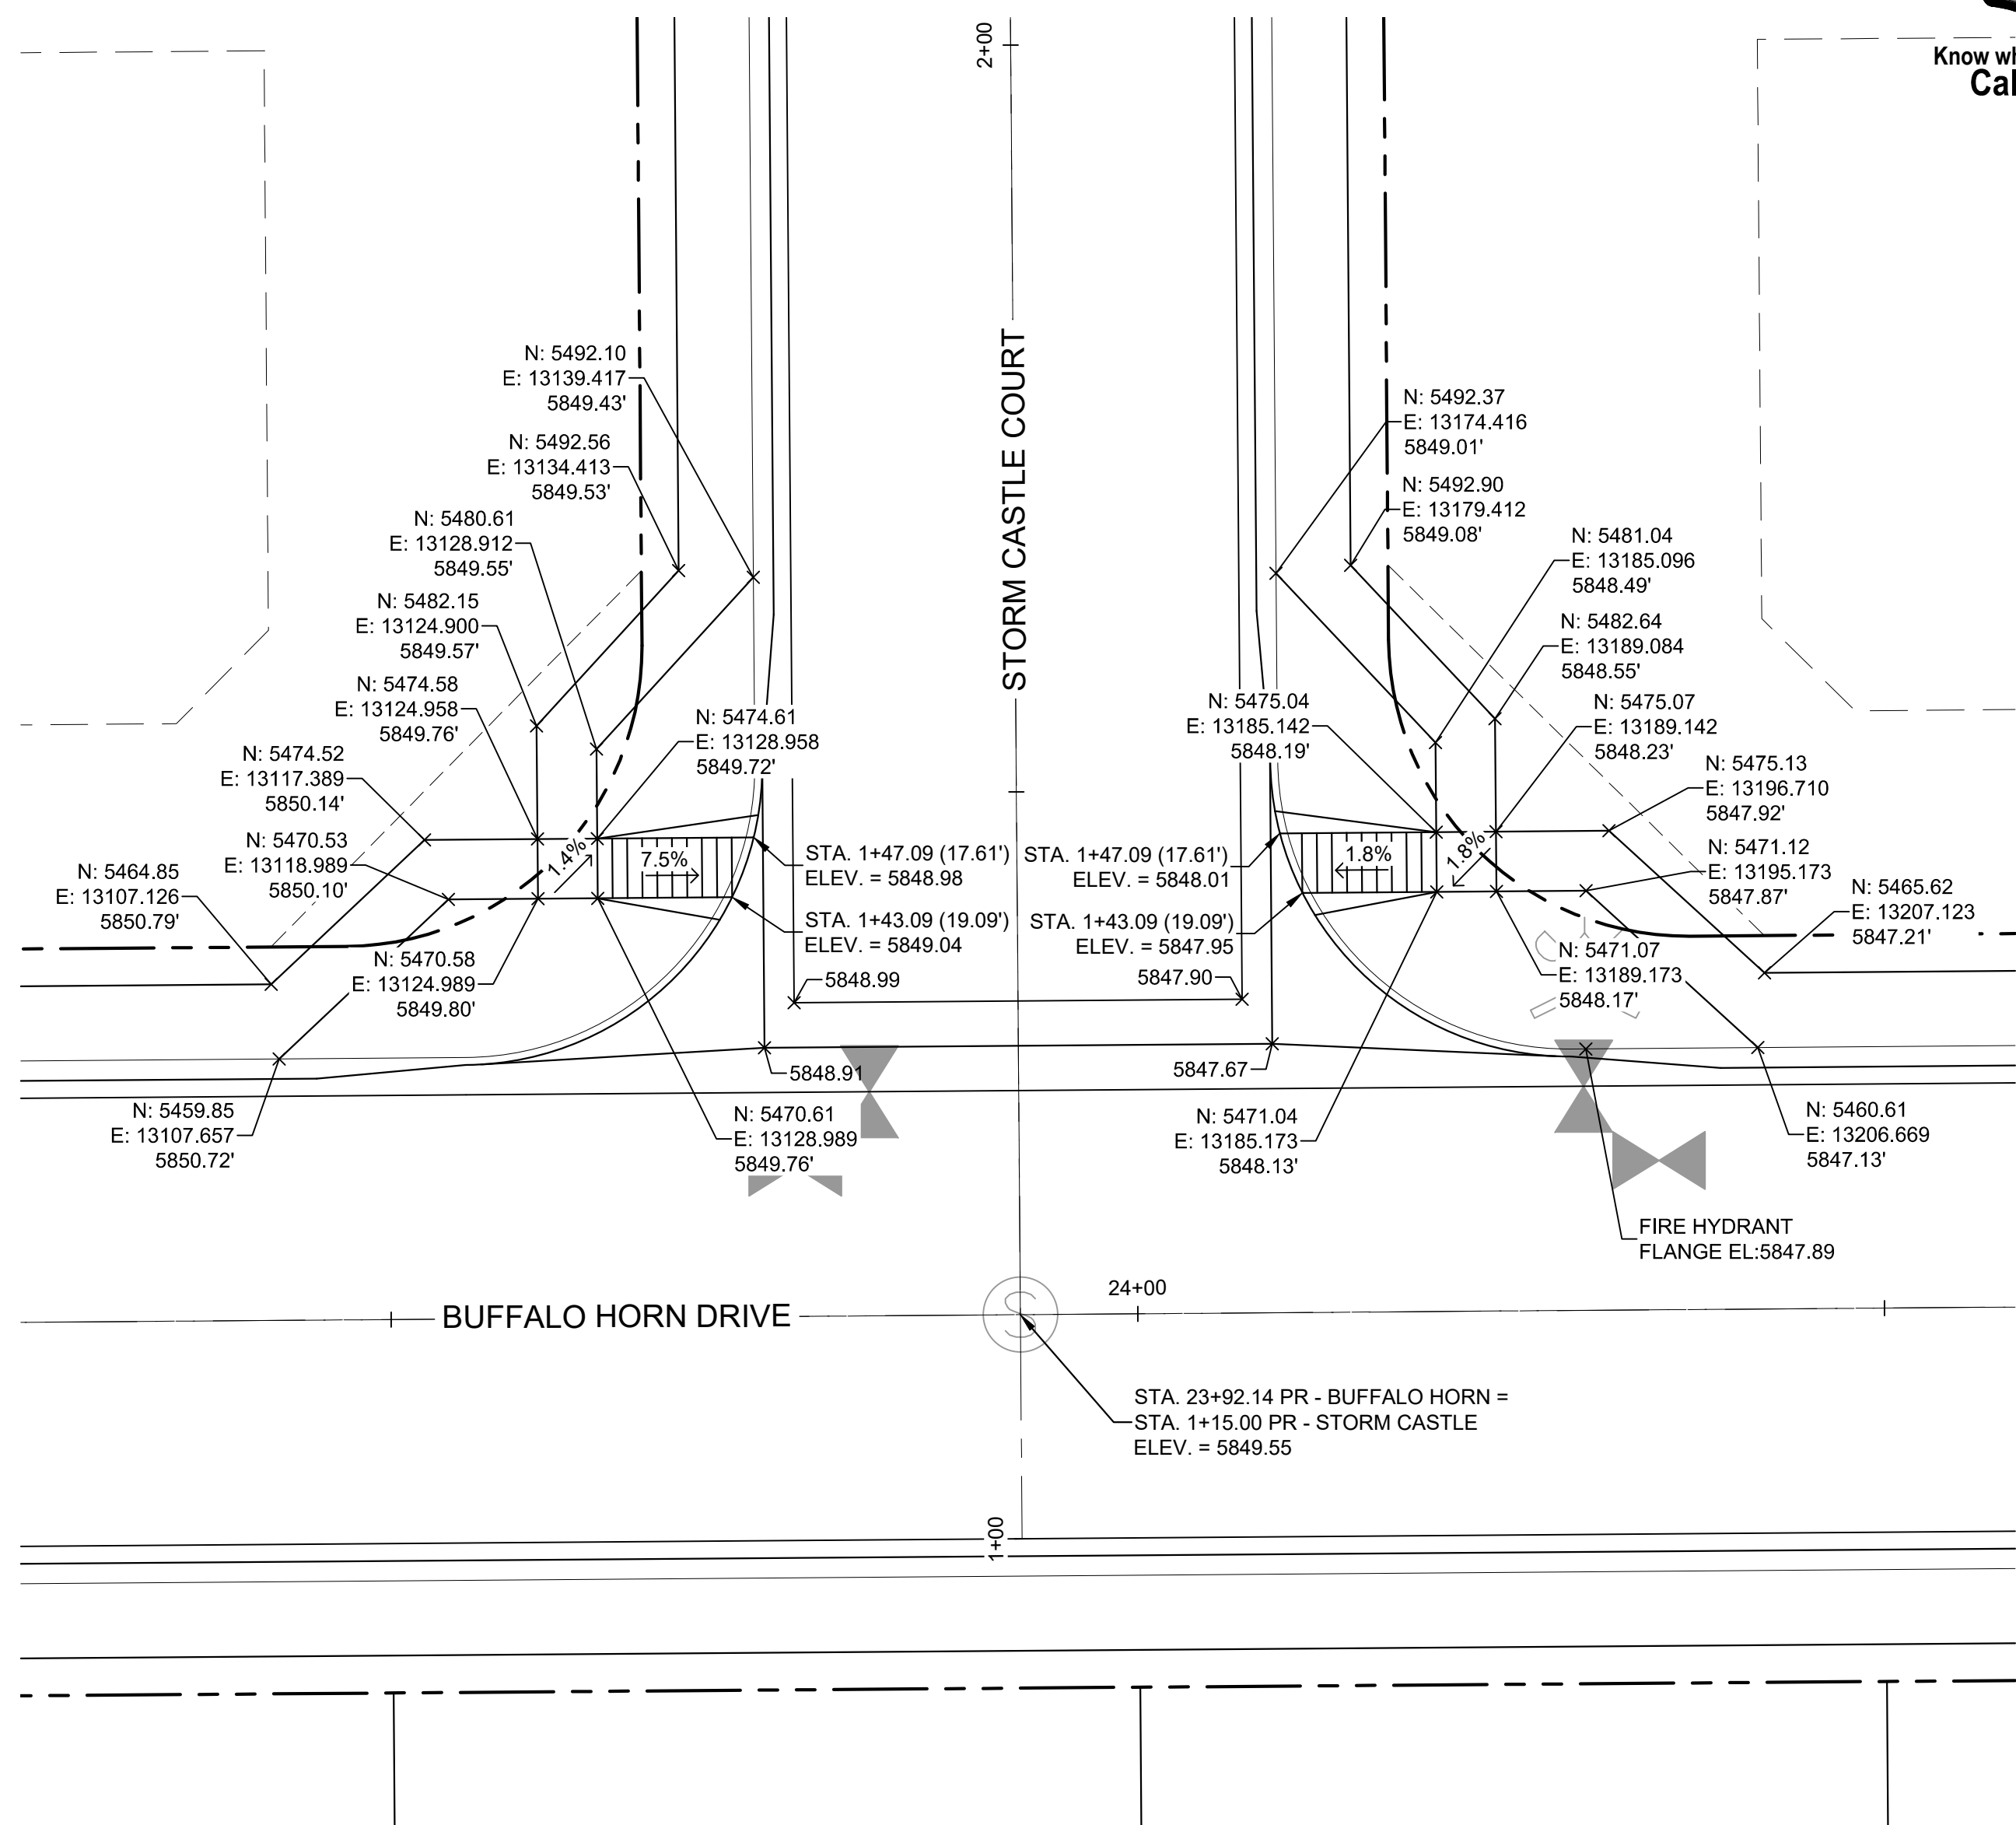 2+00
Know
STORM CASTLE COURT
N: 5492.10
E: 13139.417
5849.43'
N: 5492.56
E: 13134.413
5849.53'
N: 5480.61
E: 13128.912
5849.55'
N: 5482.15
E: 13124.900
5849.57'
N: 5474.58
E: 13124.958
5849.76'
N: 5474.52
E: 13117.389
5850.14'
N: 5470.53
E: 13118.989
5850.10'
N: 5464.85
E: 13107.126
5850.79'
N: 5474.61
E: 13128.958
5849.72'
1.4%
7.5%
STA. 1+47.09 (17.61')
ELEV. = 5848.98
STA. 1+43.09 (19.09')
ELEV. = 5849.04
5848.99
N: 5470.58
E: 13124.989
5849.80'
5848.91
N: 5459.85
E: 13107.657
5850.72'
N: 5470.61
E: 13128.989
5849.76'
N: 5492.37
E: 13174.416
5849.01'
N: 5492.90
E: 13179.412
5849.08'
N: 5481.04
E: 13185.096
5848.49'
N: 5482.64
E: 13189.084
5848.55'
N: 5475.04
E: 13185.142
5848.19'
N: 5475.07
E: 13189.142
5848.23'
N: 5475.13
E: 13196.710
5847.92'
N: 5471.12
E: 13195.173
5847.87'
N: 5465.62
E: 13207.123
5847.21'
1.8%
1.8%
STA. 1+47.09 (17.61')
ELEV. = 5848.01
STA. 1+43.09 (19.09')
ELEV. = 5847.95
5847.90
N: 5471.07
E: 13189.173
5848.17'
5847.67
N: 5471.04
E: 13185.173
5848.13'
N: 5460.61
E: 13206.669
5847.13'
FIRE HYDRANT
FLANGE EL:5847.89
24+00
BUFFALO HORN DRIVE
S
STA. 23+92.14 PR - BUFFALO HORN =
STA. 1+15.00 PR - STORM CASTLE
ELEV. = 5849.55
1+00